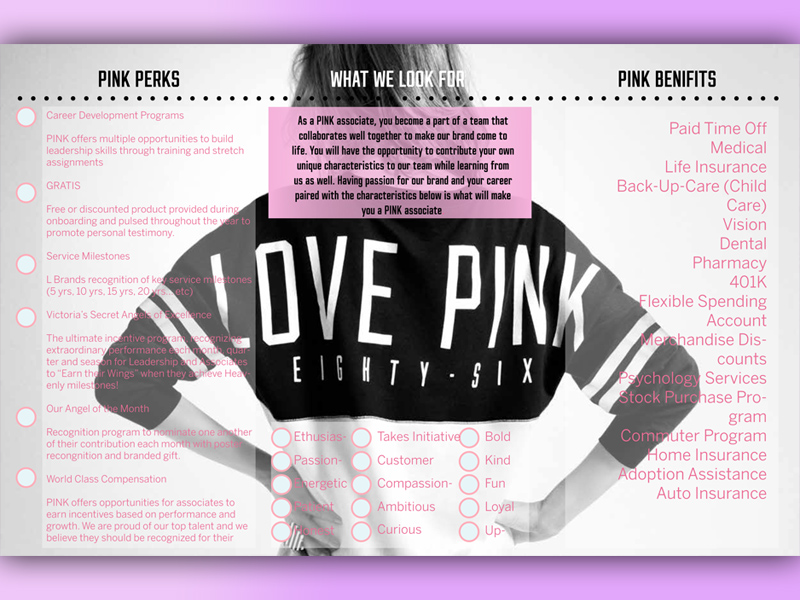 PINK PERKS
Career Development Programs
PINK offers multiple opportunities to build
leadership skills through training and stretch
assignments
GRATIS
Free or discounted product provided during
onboarding and pulsed throughout the year to
promote personal testimony.
Service Milestones
L Brands recognition of key service milestones
(5 yrs, 10 yrs, 15 yrs, 20 yrs... etc)
Victoria's Secret Angels of Excellence
The ultimate incentive program recognizing
extraordinary performance each month, quar-
ter and season for Leadership and Associates
to "Earn their Wings" when they achieve Heav-
enly milestones!
Our Angel of the Month
Recognition program to nominate one another
of their contribution each month with poster
recongnition and branded gift.
World Class Compensation
PINK offers opportunities for associates to
earn incentives based on performance and
growth. We are proud of our top talent and we
believe they should be recognized for their
WHAT WE LOOK FOR
As a PINK associate, you become a part of a team that
collaborates well together to make our brand come to
life. You will have the opportunity to contribute your own
unique characteristics to our team while learning from
us as well. Having passion for our brand and your career
paired with the characteristics below is what will make
you a PINK associate
LOVE PINK
EIGHTY-SIX
Ethusias-
Passion-
Energetic
Patient
Honest
Takes Initiative
Customer
Compassion-
Ambitious
Curious
Bold
Kind
Fun
Loyal
Up-
PINK BENIFITS
Paid Time Off
Medical
Life Insurance
Back-Up-Care (Child
Care)
Vision
Dental
Pharmacy
401K
Flexible Spending
Account
Merchandise Dis-
counts
Psychology Services
Stock Purchase Pro-
gram
Commuter Program
Home Insurance
Adoption Assistance
Auto Insurance